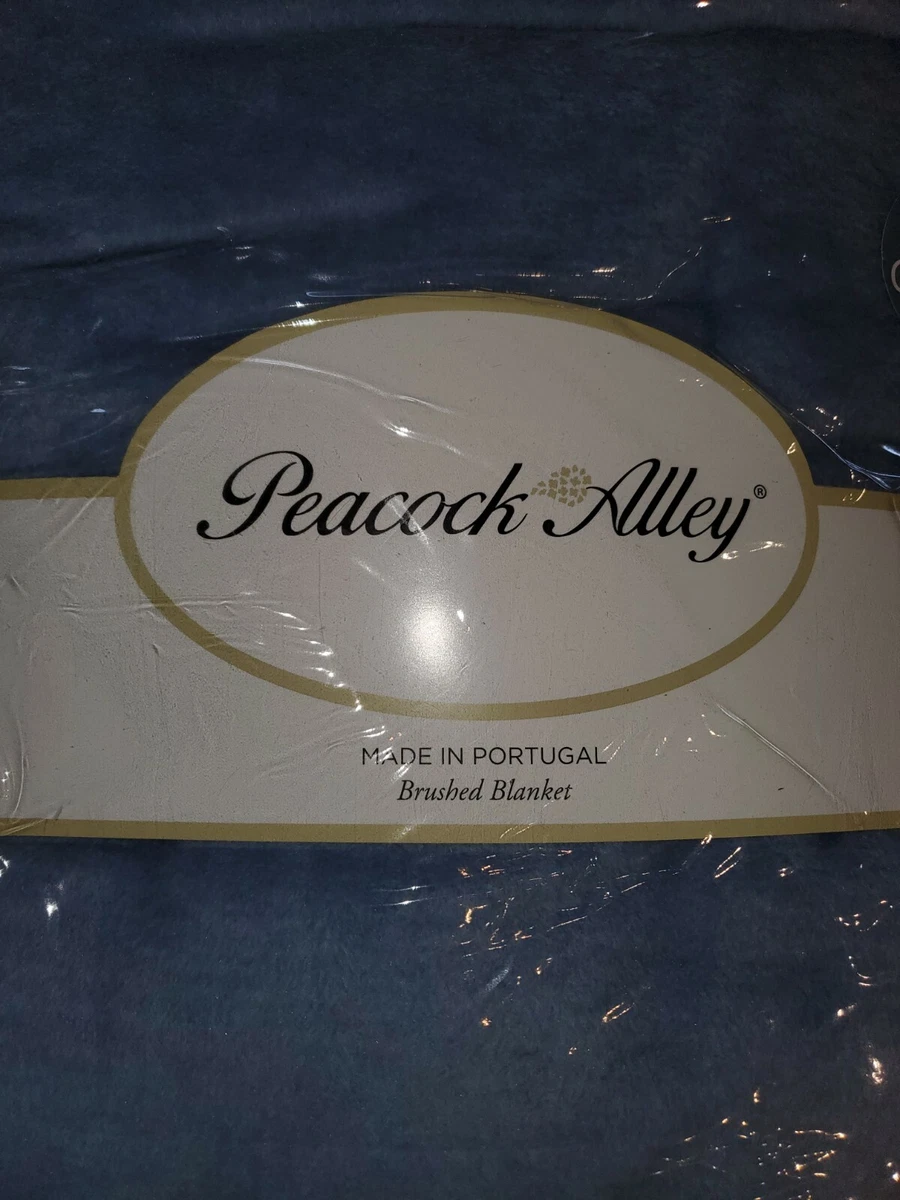 Peacock Alley®
MADE IN PORTUGAL
Brushed Blanket